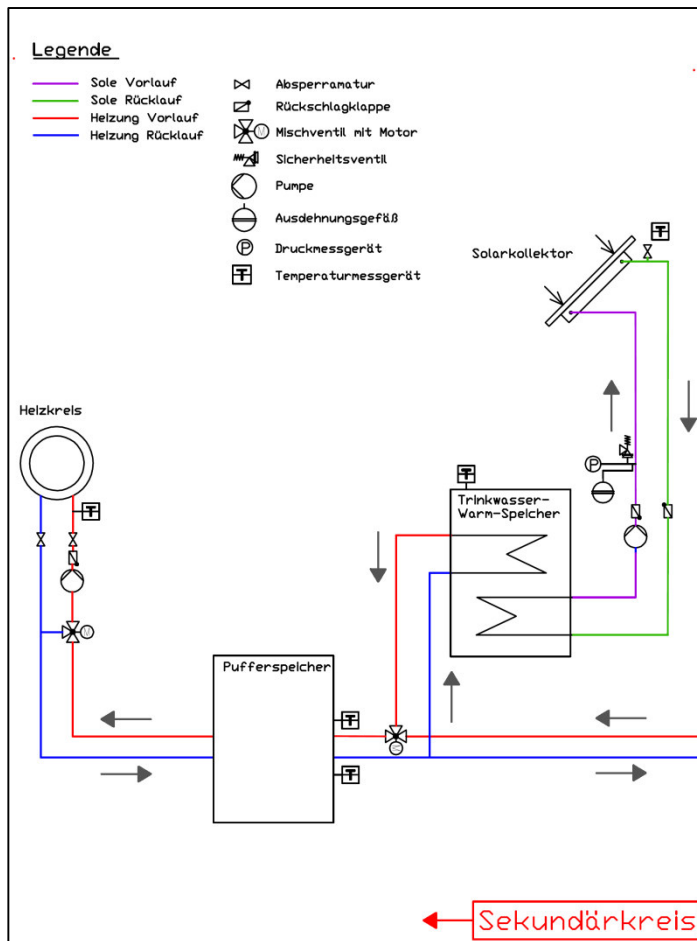 Legende
Sole Vorlauf
Sole Rücklauf
Heizung Vorlauf
Heizung Rücklauf
Absperramatur
Rückschlagklappe
M
Mischventil mit Motor
Sicherheitsventil
Pumpe
Ausdehnungsgefäß
P
Druckmessgerät
T
Temperaturmessgerät
T
Solarkollektor
Heizkreis
T
P
T
Trinkwasser-
Warm-Speicher
M
Pufferspeicher
T
M
T
Sekundärkreis